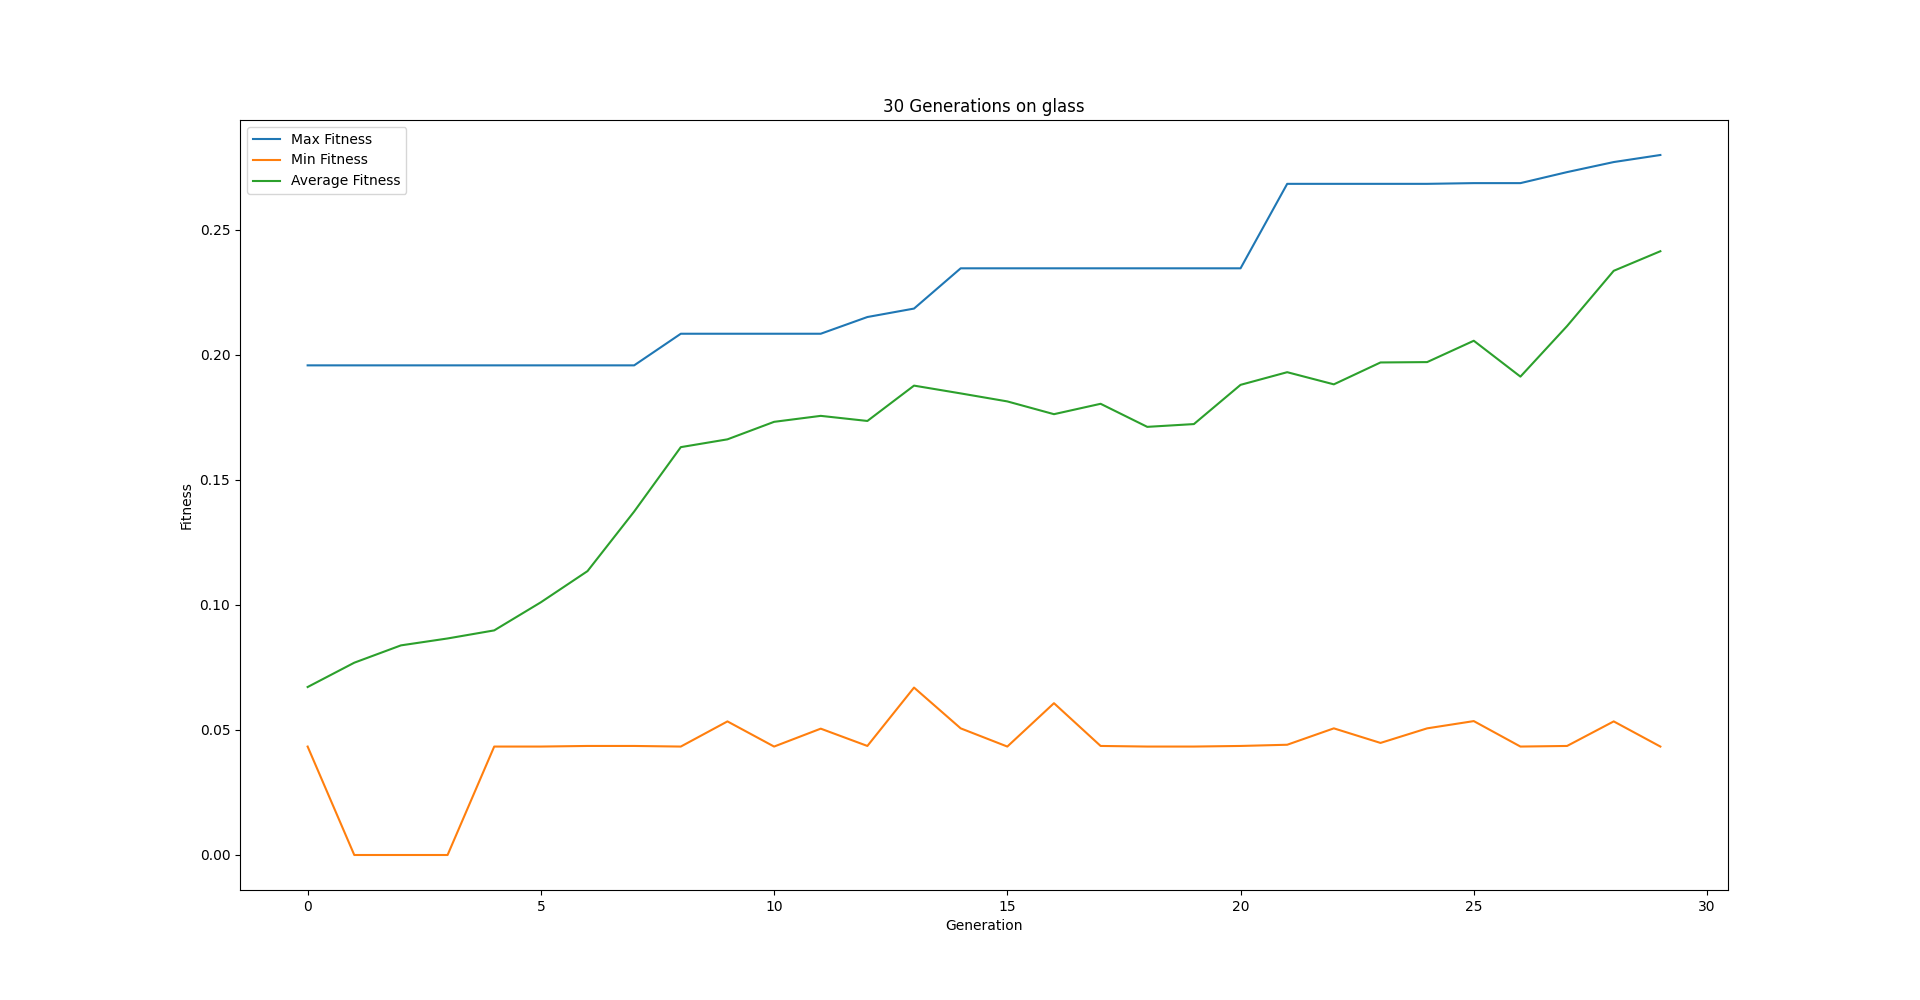 30 Generations on glass
Max Fitness
Min Fitness
Average Fitness
0.25
0.20
0.15
0.10
0.05
0.00
Fitness
0 5 10 15 20 25 30
Generation